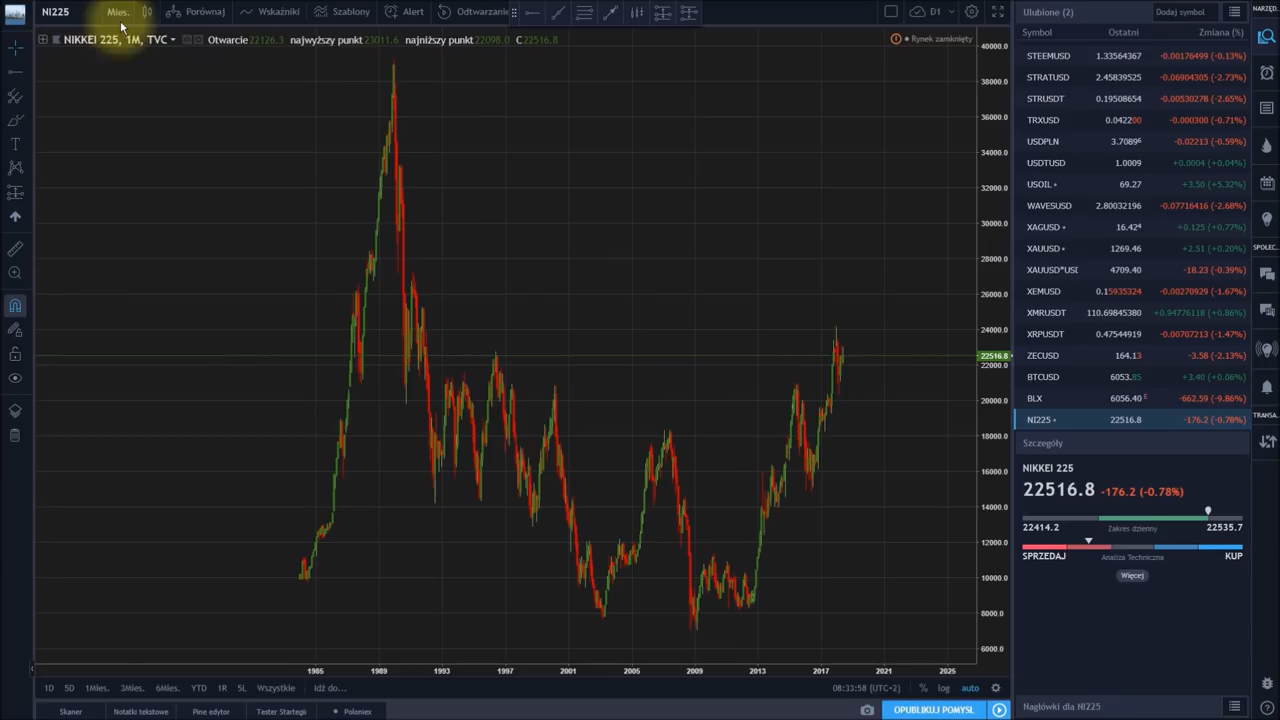 NI225 Mies. Porównaj Wskaźniki Szablony Alert Odtwarzanie D1
NIKKEI 225, 1M, TVC Otwarcie 22126.3 najwyższy punkt 23011.6 najniższy punkt 22098.0 C 22516.8 Rynek zamknięty
40000.0
38000.0
36000.0
34000.0
32000.0
30000.0
28000.0
26000.0
24000.0
22516.8
22000.0
20000.0
18000.0
16000.0
14000.0
12000.0
10000.0
8000.0
6000.0
1985 1989 1993 1997 2001 2005 2009 2013 2017 2021 2025
1D 5D 1Mies. 3Mies. 6Mies. YTD 1R 5L Wszystkie Idź do... 08:33:58 (UTC+2) % log auto
Skaner Notatki tekstowe Pine edytor Tester Startegii Poloniex OPUBLIKUJ POMYSŁ
Ulubione (2) Dodaj symbol
Symbol Ostatni Zmiana (%)
STEEMUSD 1.33564367 -0.00176499 (-0.13%)
STRATUSD 2.45839525 -0.06904305 (-2.73%)
STRUSDT 0.19508654 -0.00530278 (-2.65%)
TRXUSD 0.042200 -0.000300 (-0.71%)
USDPLN 3.70896 -0.02213 (-0.59%)
USDTUSD 1.0009 +0.0004 (+0.04%)
USOIL 69.27 +3.50 (+5.32%)
WAVESUSD 2.80032196 -0.07716416 (-2.68%)
XAGUSD 16.424 +0.125 (+0.77%)
XAUUSD 1269.46 +2.51 (+0.20%)
XAUUSD*USI 4709.40 -18.23 (-0.39%)
XEMUSD 0.15935324 -0.00270929 (-1.67%)
XMRUSDT 110.69845380 +0.94776118 (+0.86%)
XRPUSDT 0.47544919 -0.00707213 (-1.47%)
ZECUSD 164.13 -3.58 (-2.13%)
BTCUSD 6053.85 +3.40 (+0.06%)
BLX 6056.40 E -662.59 (-9.86%)
NI225 22516.8 -176.2 (-0.78%)
Szczegóły
NIKKEI 225
22516.8 -176.2 (-0.78%)
22414.2 Zakres dzienny 22535.7
SPRZEDAJ Analiza Techniczna KUP
Więcej
Nagłówki dla NI225
NARZĘD.
SPOŁEC.
TRANSA.